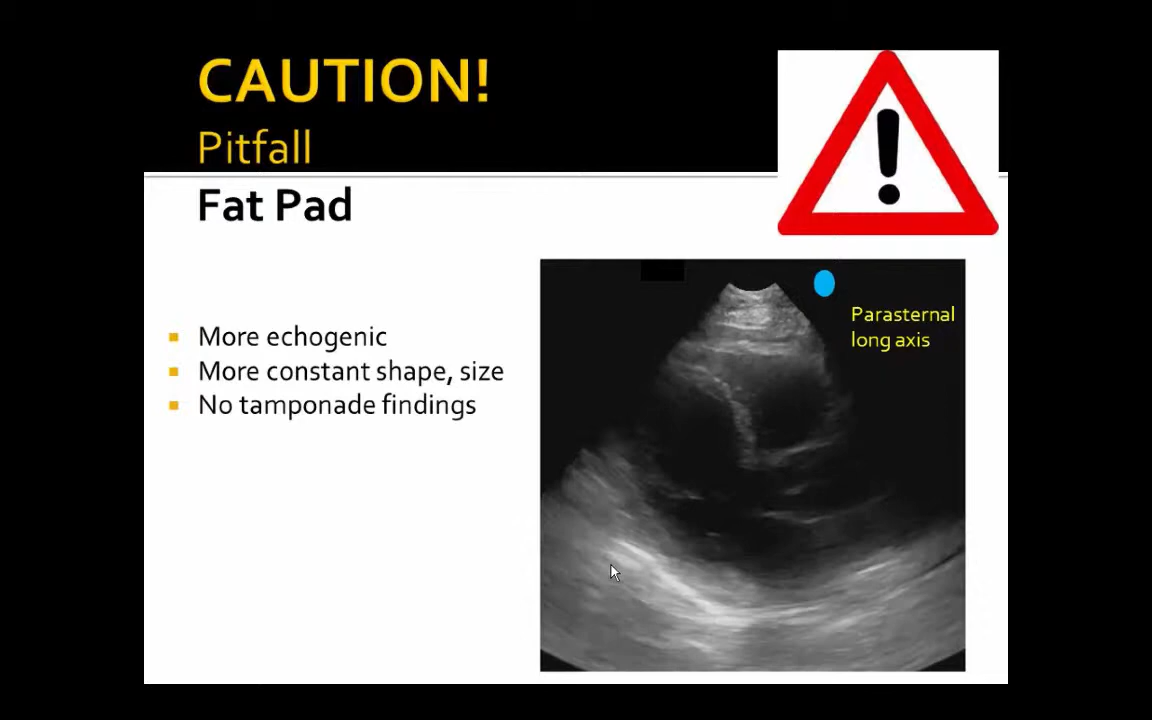 CAUTION!
Pitfall
Fat Pad
More echogenic
More constant shape, size
No tamponade findings
Parasternal
long axis